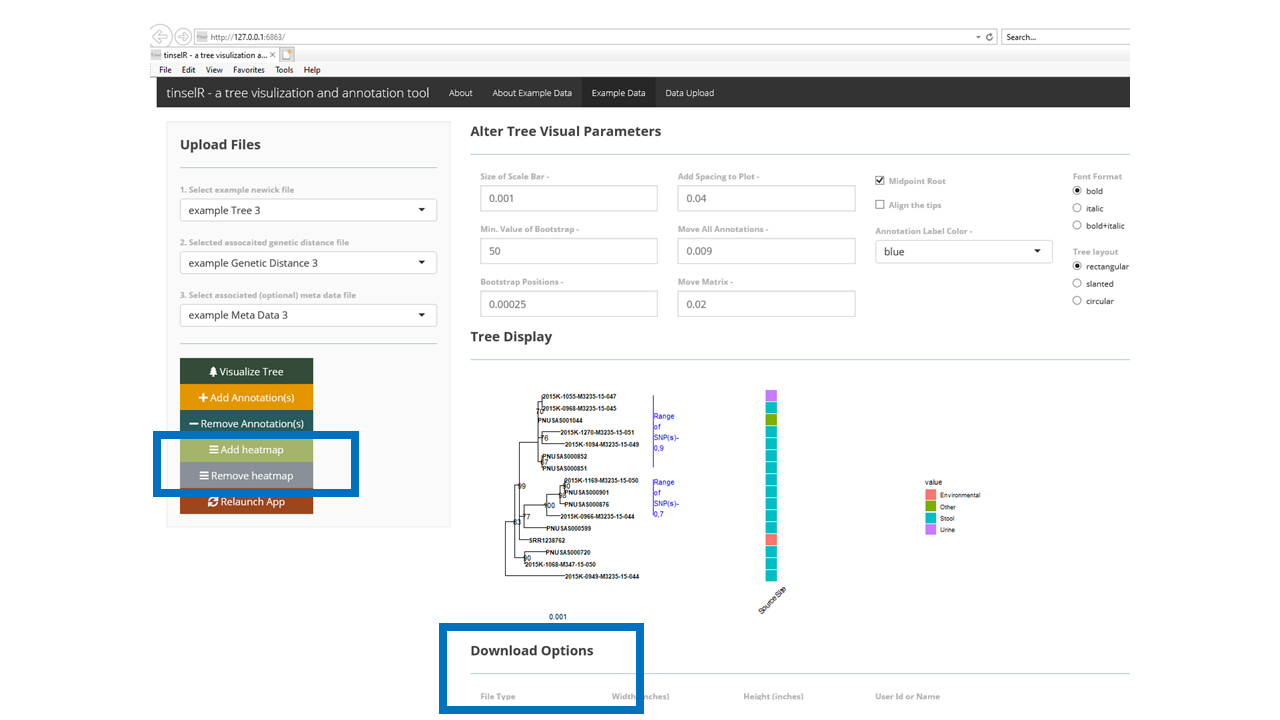 http://127.0.0.1:6863/
Search...
tinselR - a tree visulization a...
File Edit View Favorites Tools Help
tinselR - a tree visulization and annotation tool About About Example Data Example Data Data Upload
Upload Files
1. Select example newick file
example Tree 3
2. Selected assocaited genetic distance file
example Genetic Distance 3
3. Select associated (optional) meta data file
example Meta Data 3
Visualize Tree
Add Annotation(s)
Remove Annotation(s)
Add heatmap
Remove heatmap
Relaunch App
Alter Tree Visual Parameters
Size of Scale Bar -
0.001
Min. Value of Bootstrap -
50
Bootstrap Positions -
0.00025
Add Spacing to Plot -
0.04
Move All Annotations -
0.009
Move Matrix -
0.02
Midpoint Root
Align the tips
Annotation Label Color -
blue
Font Format
bold
italic
bold+italic
Tree layout
rectangular
slanted
circular
Tree Display
2015K-1055-M3235-15-047
2015K-0968-M3235-15-045
PNUSAS001044
2015K-1270-M3235-15-051
76
2015K-1094-M3235-15-049
PNUSAS000852
PNUSAS000851
2015K-1169-M3235-15-050
99
PNUSAS000901
PNUSAS000876
100
2015K-0966-M3235-15-044
77
PNUSAS000599
SRR1238762
PNUSAS000720
90
2015K-1068-M347-15-050
2015K-0949-M3235-15-044
Range
of
SNP(s)-
0,9
Range
of
SNP(s)-
0,7
0.001
Source Site
value
Environmental
Other
Stool
Urine
Download Options
File Type Width (inches) Height (inches) User Id or Name